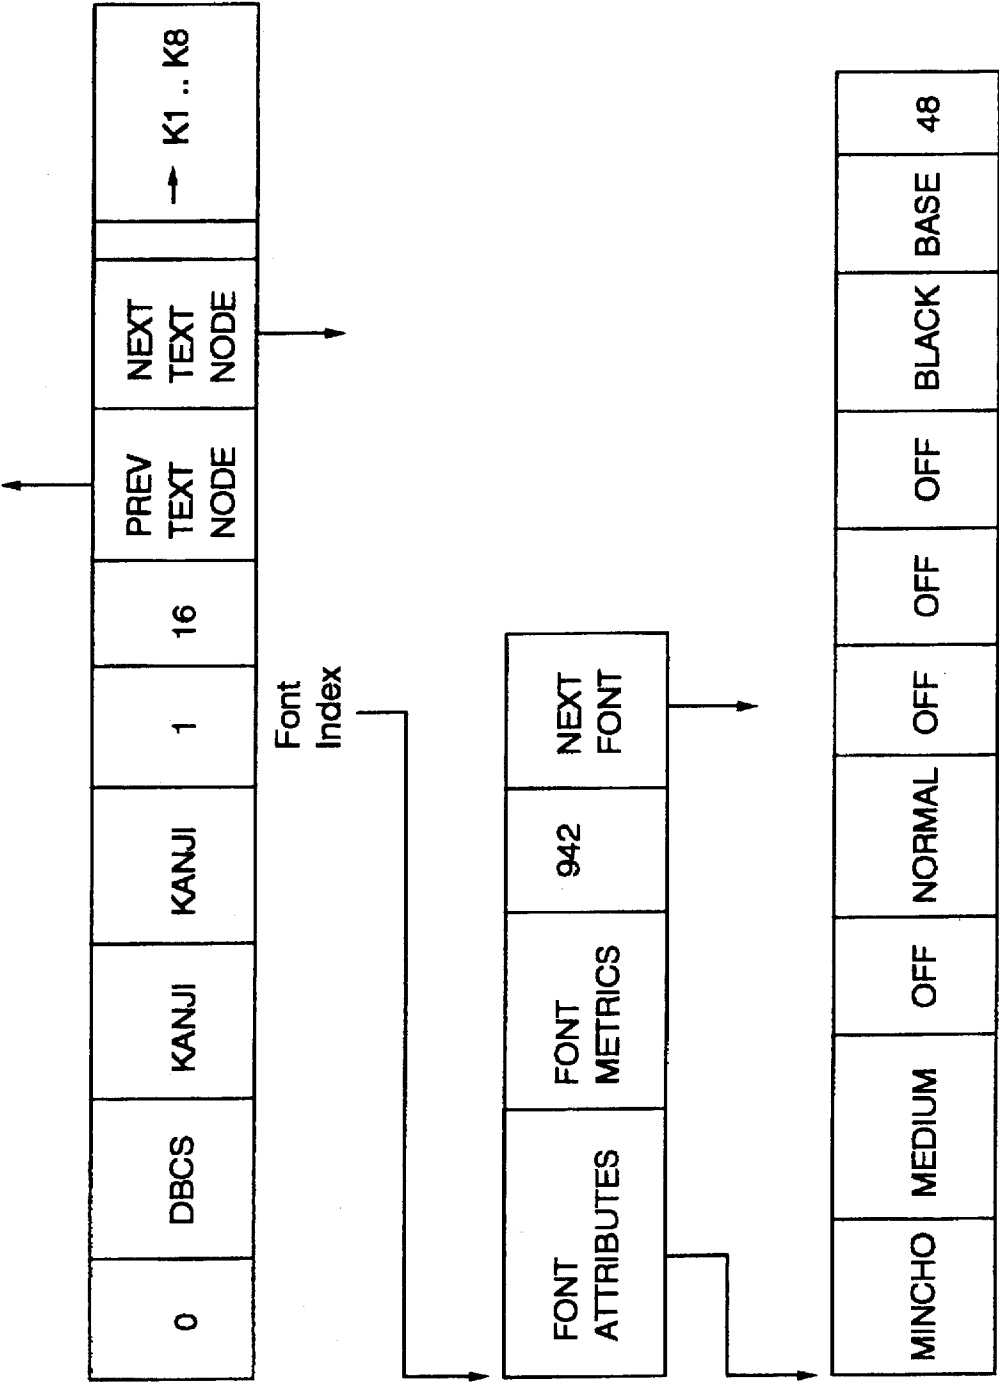 0
DBCS
KANJI
KANJI
1
16
PREV
TEXT
NODE
NEXT
TEXT
NODE
K1 .. K8
Font
Index
FONT
ATTRIBUTES
FONT
METRICS
942
NEXT
FONT
MINCHO
MEDIUM
OFF
NORMAL
OFF
OFF
OFF
BLACK
BASE
48